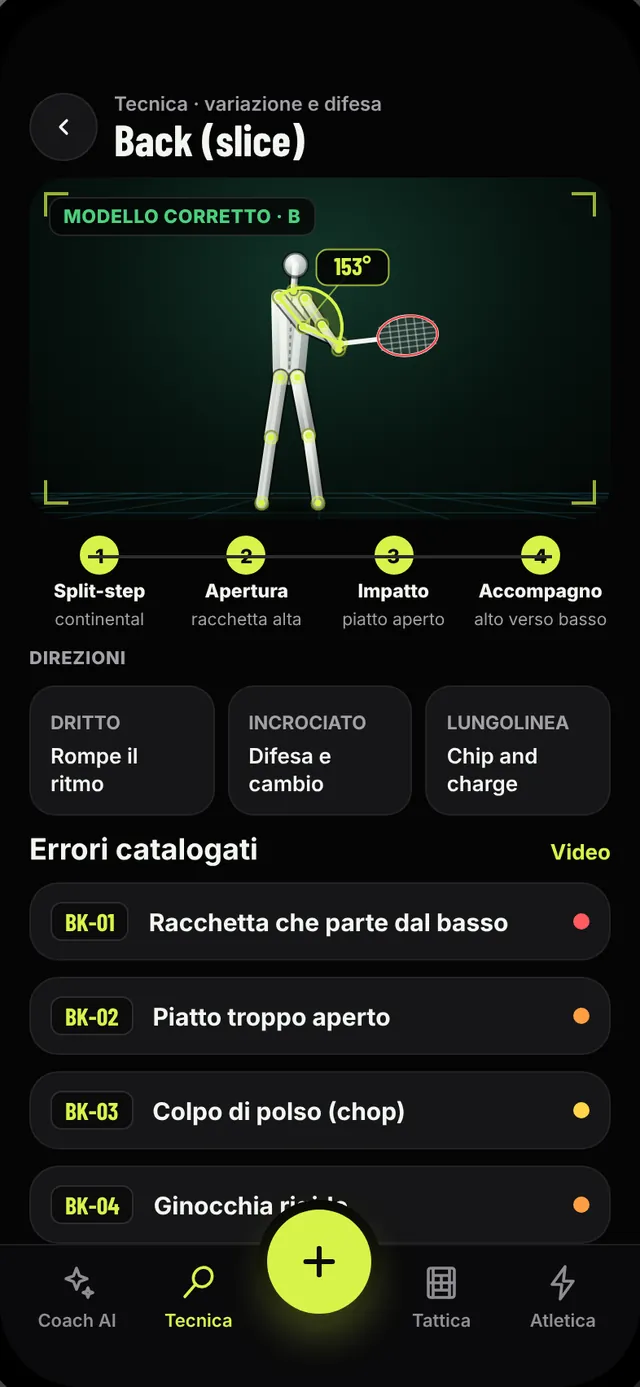 Tecnica · variazione e difesa
Back (slice)
MODELLO CORRETTO · B
153°
1 2 3 4
Split-step Apertura Impatto Accompagno
continental racchetta alta piatto aperto alto verso basso
DIREZIONI
DRITTO
Rompe il
ritmo
INCROCIATO
Difesa e
cambio
LUNGOLINEA
Chip and
charge
Errori catalogati Video
BK-01 Racchetta che parte dal basso
BK-02 Piatto troppo aperto
BK-03 Colpo di polso (chop)
BK-04 Ginocchia
Coach AI Tecnica Tattica Atletica